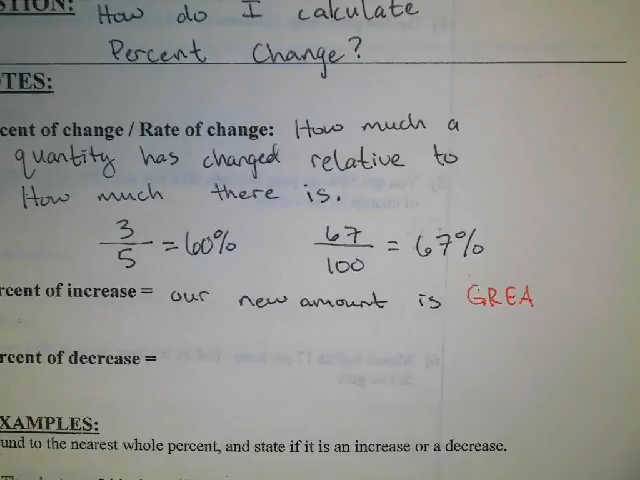 STION: How do I calculate
Percent Change?
OTES:
cent of change / Rate of change: How much a
quantity has changed relative to
How much there is.
3/5 = 60% 67/100 = 67%
rcent of increase = our new amount is GREA
rcent of decrease =
XAMPLES:
und to the nearest whole percent, and state if it is an increase or a decrease.